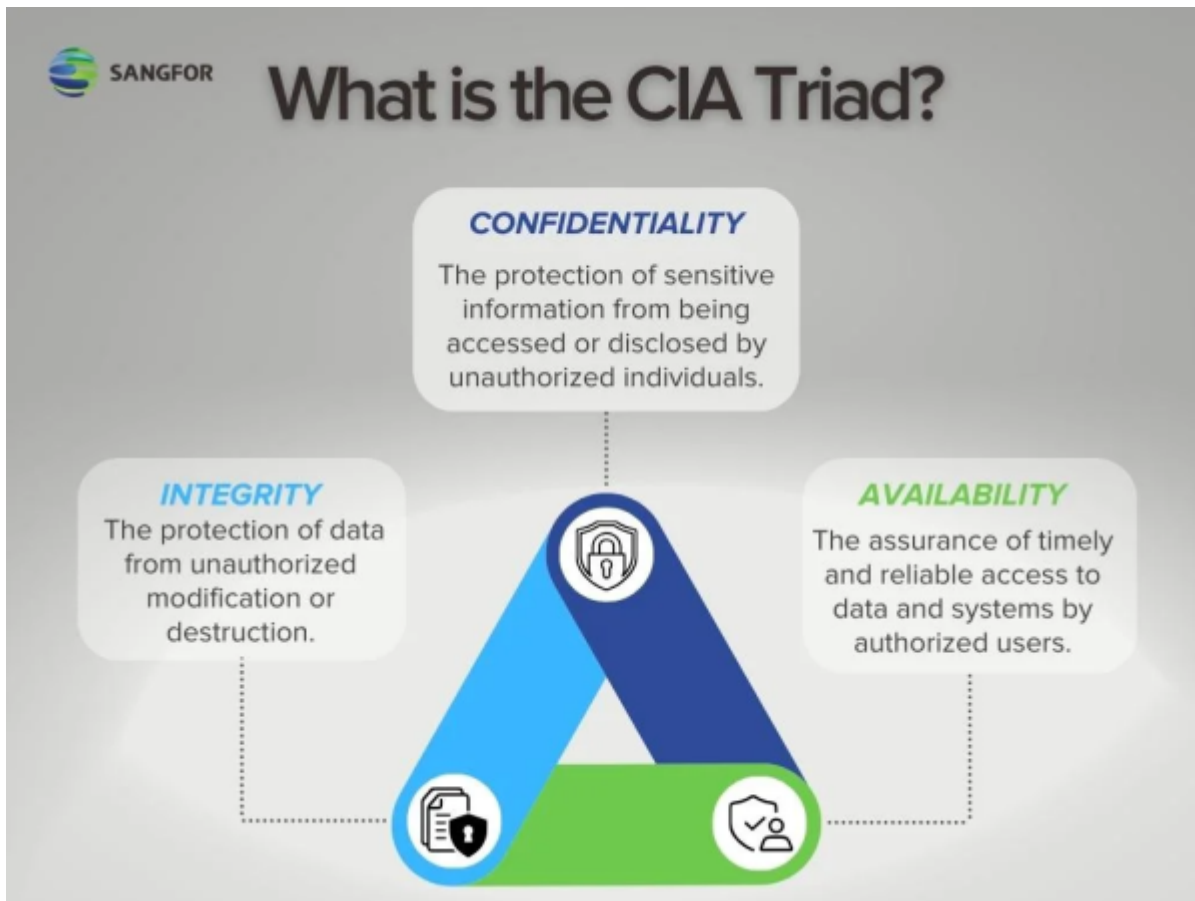 SANGFOR
What is the CIA Triad?
CONFIDENTIALITY
The protection of sensitive
information from being
accessed or disclosed by
unauthorized individuals.
INTEGRITY
The protection of data
from unauthorized
modification or
destruction.
AVAILABILITY
The assurance of timely
and reliable access to
data and systems by
authorized users.